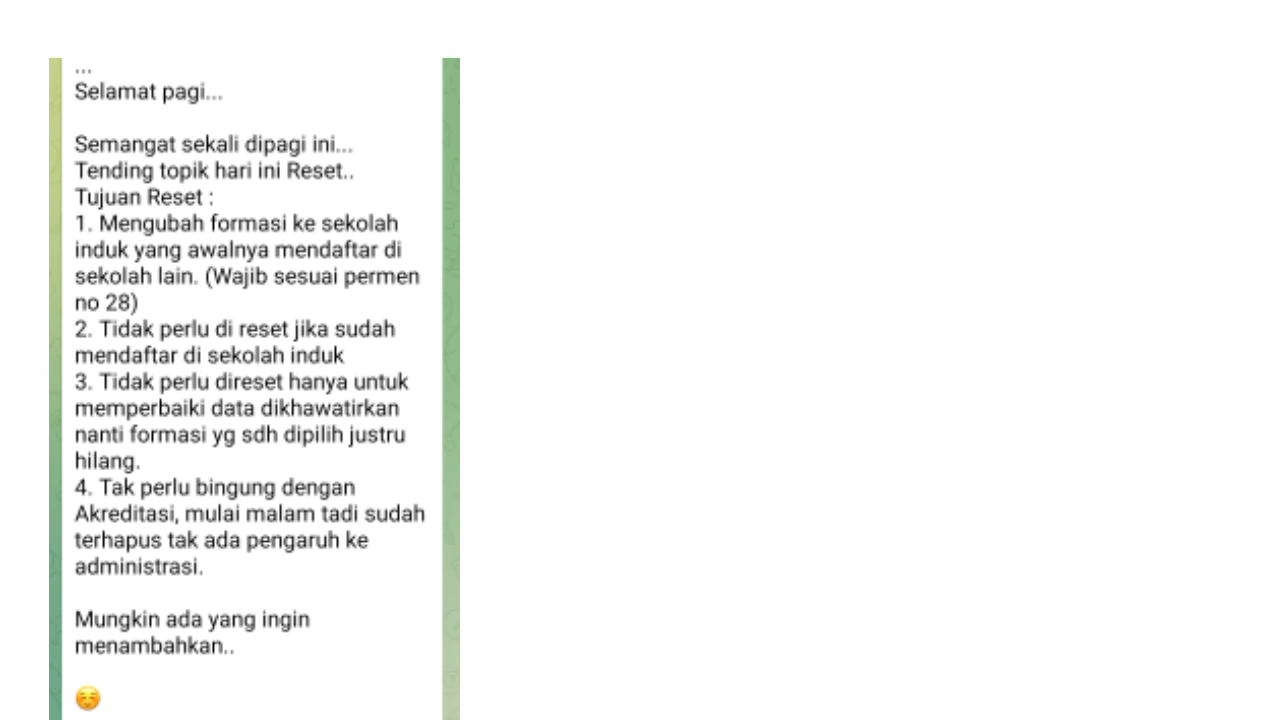 ...
Selamat pagi...
Semangat sekali dipagi ini...
Tending topik hari ini Reset..
Tujuan Reset :
1. Mengubah formasi ke sekolah
induk yang awalnya mendaftar di
sekolah lain. (Wajib sesuai permen
no 28)
2. Tidak perlu di reset jika sudah
mendaftar di sekolah induk
3. Tidak perlu direset hanya untuk
memperbaiki data dikhawatirkan
nanti formasi yg sdh dipilih justru
hilang.
4. Tak perlu bingung dengan
Akreditasi, mulai malam tadi sudah
terhapus tak ada pengaruh ke
administrasi.
Mungkin ada yang ingin
menambahkan..
☺️